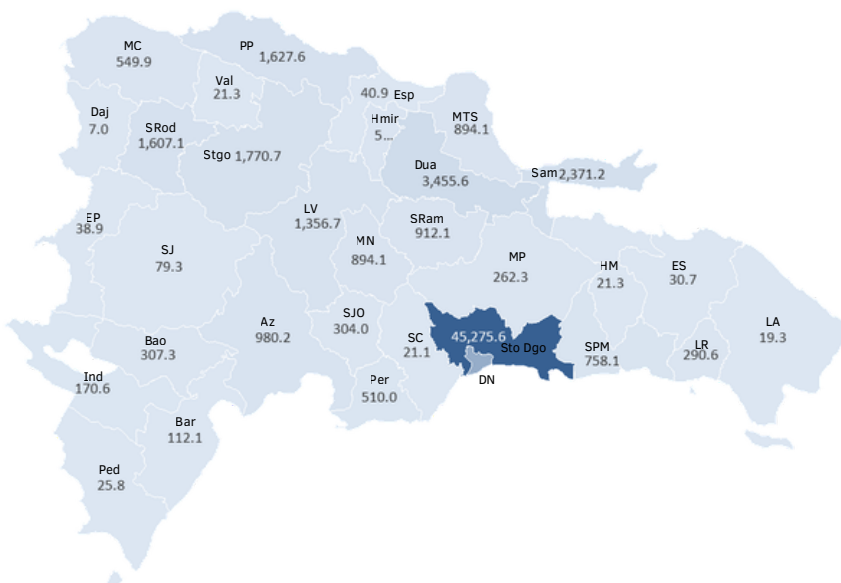 MC
549.9
PP
1,627.6
Val
21.3
40.9 Esp
Daj
7.0
SRod
1,607.1
Hmir
5...
MTS
894.1
Stgo 1,770.7
Dua
3,455.6
Sam 2,371.2
EP
38.9
LV
1,356.7
SRam
912.1
SJ
79.3
MN
894.1
MP
262.3
HM
21.3
ES
30.7
Az
980.2
SJO
304.0
Bao
307.3
SC
21.1
45,275.6
Sto Dgo
SPM
758.1
LR
290.6
LA
19.3
Ind
170.6
Per
510.0
DN
Bar
112.1
Ped
25.8